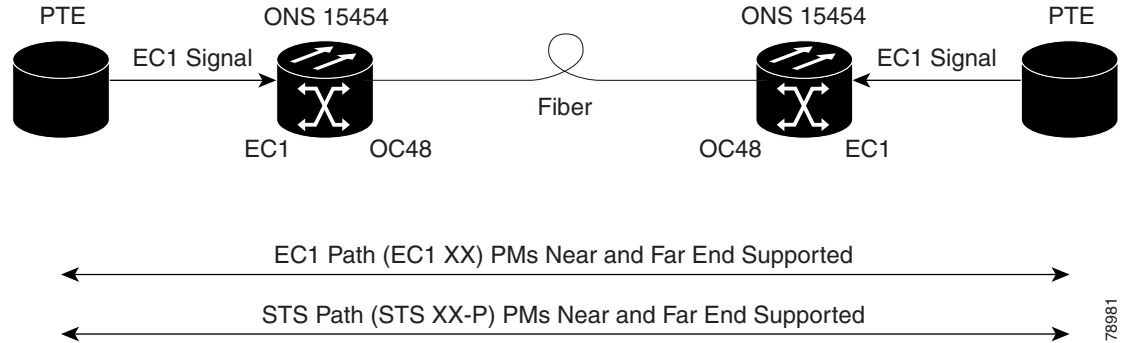 PTE
ONS 15454
ONS 15454
PTE
EC1 Signal
EC1 Signal
Fiber
EC1
OC48
OC48
EC1
EC1 Path (EC1 XX) PMs Near and Far End Supported
STS Path (STS XX-P) PMs Near and Far End Supported
78981